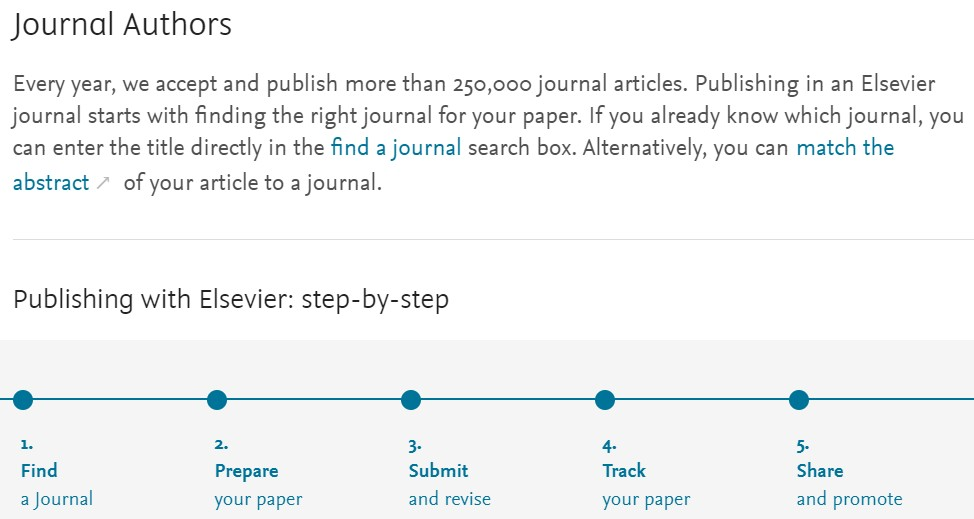 Journal Authors
Every year, we accept and publish more than 250,000 journal articles. Publishing in an Elsevier
journal starts with finding the right journal for your paper. If you already know which journal, you
can enter the title directly in the find a journal search box. Alternatively, you can match the
abstract ↗ of your article to a journal.
Publishing with Elsevier: step-by-step
1.
Find
a Journal
2.
Prepare
your paper
3.
Submit
and revise
4.
Track
your paper
5.
Share
and promote